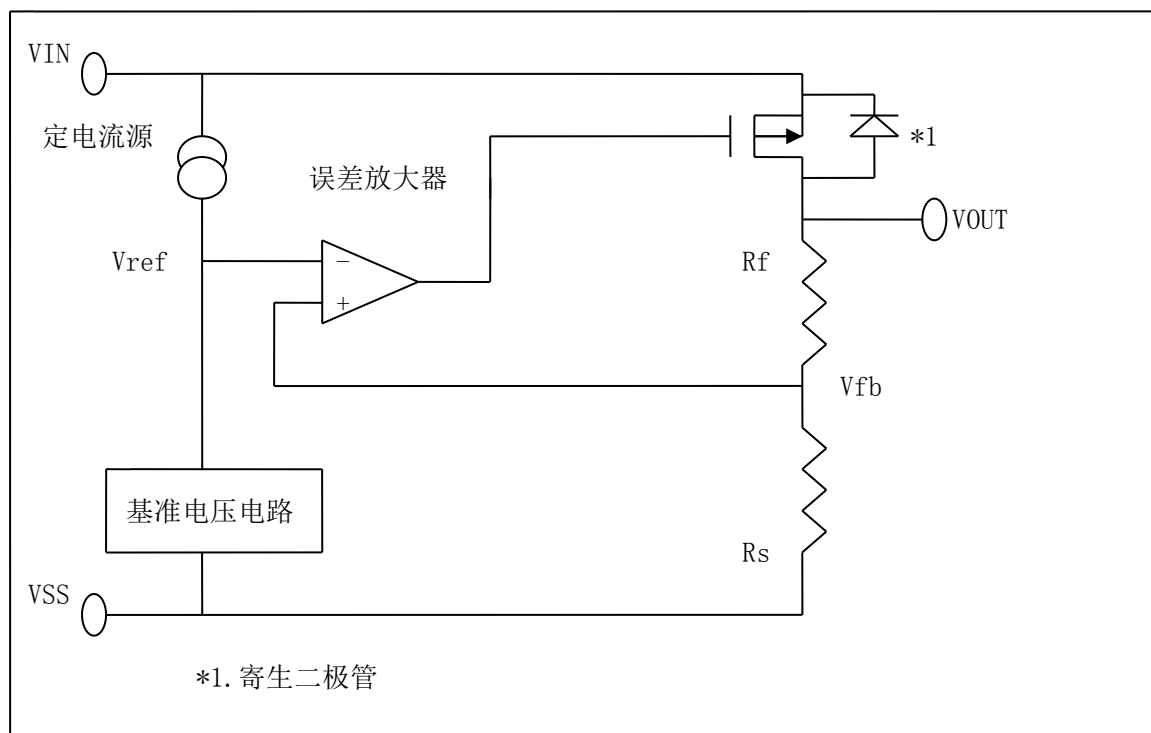 VIN
定电流源
*1
误差放大器
VOUT
Vref
Rf
−
+
Vfb
基准电压电路
Rs
VSS
*1.寄生二极管